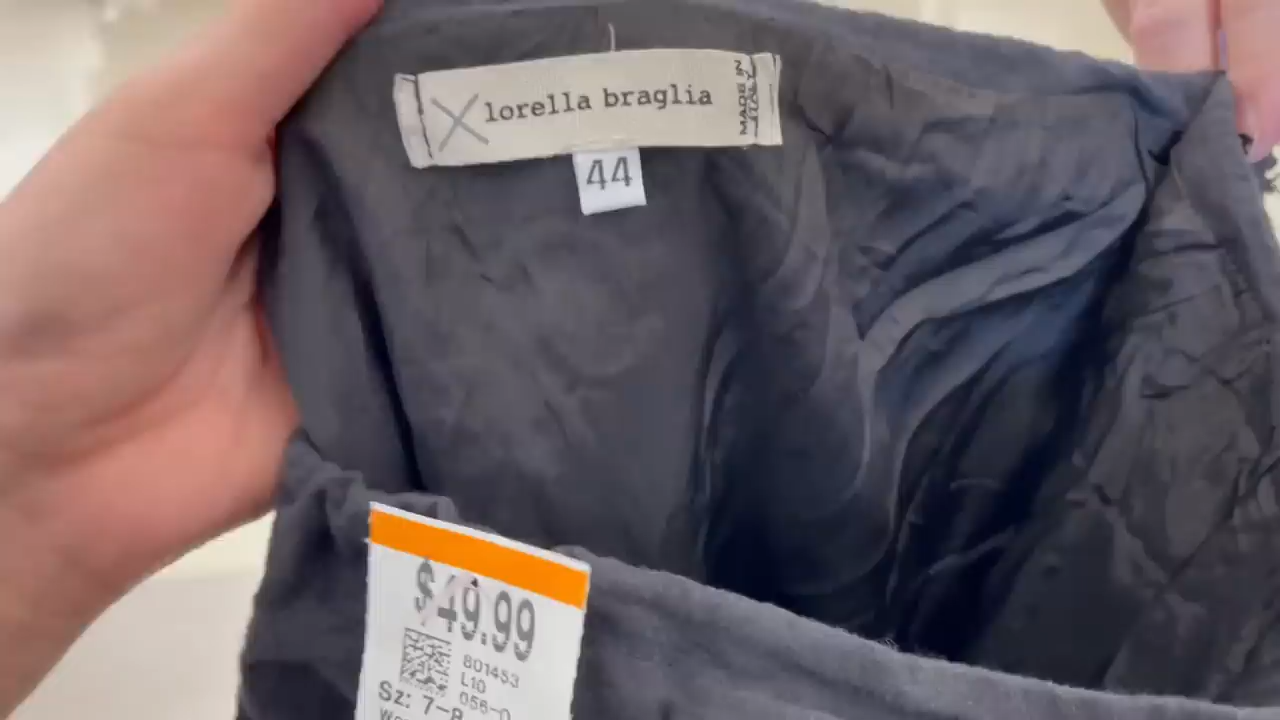 lorella braglia
MADE IN
ITALY
44
$49.99
801453
L10
056-0
Sz: 7-8